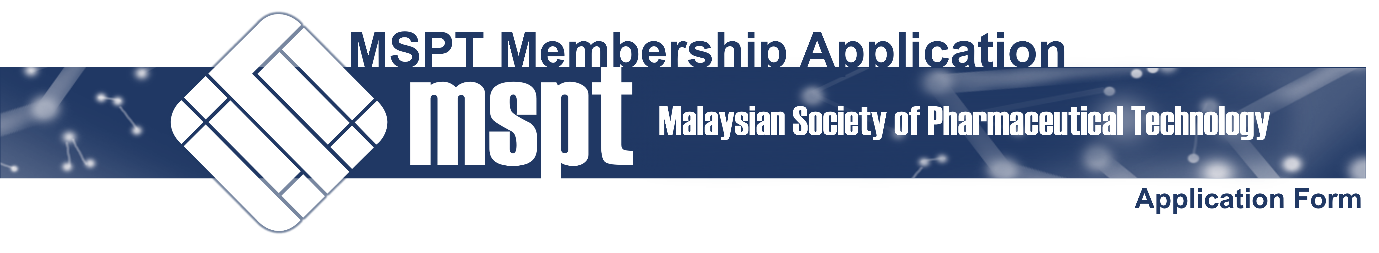 MSPT Membership Application
mspt
Malaysian Society of Pharmaceutical Technology
Application Form